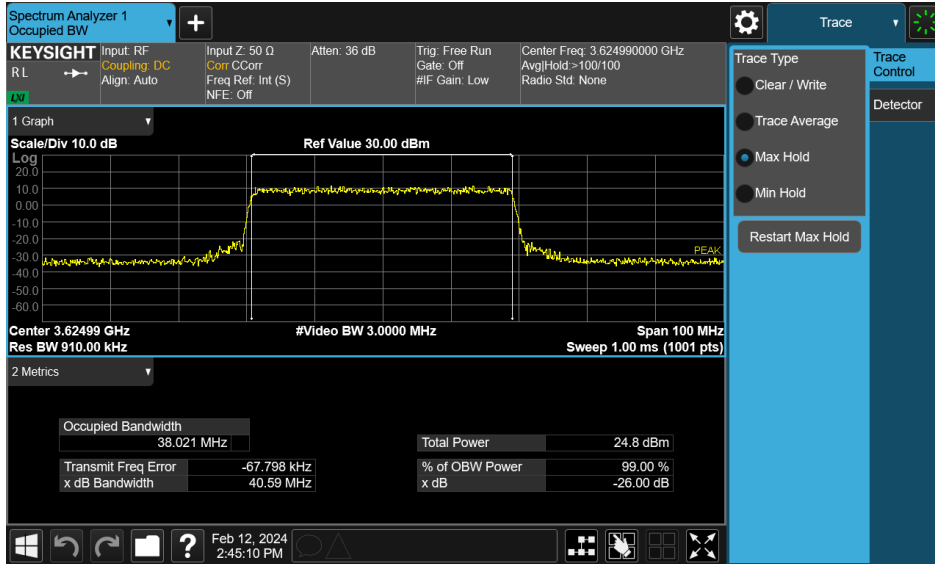 Spectrum Analyzer 1
Occupied BW
+
Trace
KEYSIGHT
RL
LXI
Input: RF
Coupling: DC
Align: Auto
Input Z: 50 Ω
Corr CCorr
Freq Ref: Int (S)
NFE: Off
Atten: 36 dB
Trig: Free Run
Gate: Off
#IF Gain: Low
Center Freq: 3.624990000 GHz
Avg|Hold:>100/100
Radio Std: None
Trace Type
Clear / Write
Trace Average
Max Hold
Min Hold
Restart Max Hold
Trace
Control
Detector
1 Graph
Scale/Div 10.0 dB
Ref Value 30.00 dBm
Log
20.0
10.0
0.00
-10.0
-20.0
-30.0
-40.0
-50.0
-60.0
PEAK
Center 3.62499 GHz
#Video BW 3.0000 MHz
Span 100 MHz
Res BW 910.00 kHz
Sweep 1.00 ms (1001 pts)
2 Metrics
Occupied Bandwidth
38.021 MHz
Total Power 24.8 dBm
Transmit Freq Error -67.798 kHz
% of OBW Power 99.00 %
x dB Bandwidth 40.59 MHz
x dB -26.00 dB
?
Feb 12, 2024
2:45:10 PM